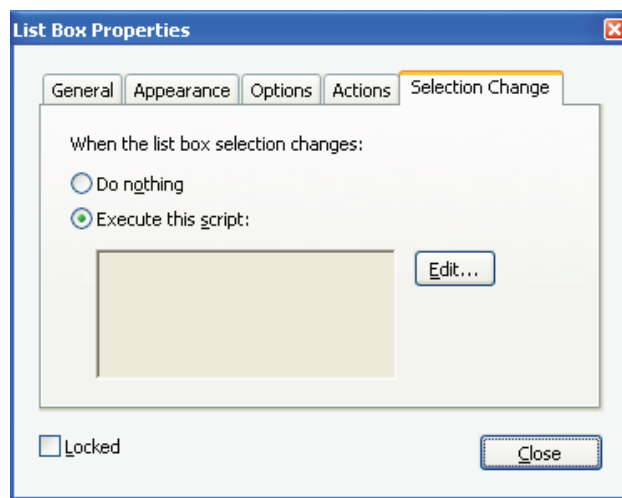 List Box Properties
General Appearance Options Actions Selection Change
When the list box selection changes:
Do nothing
Execute this script:
Edit...
Locked
Close